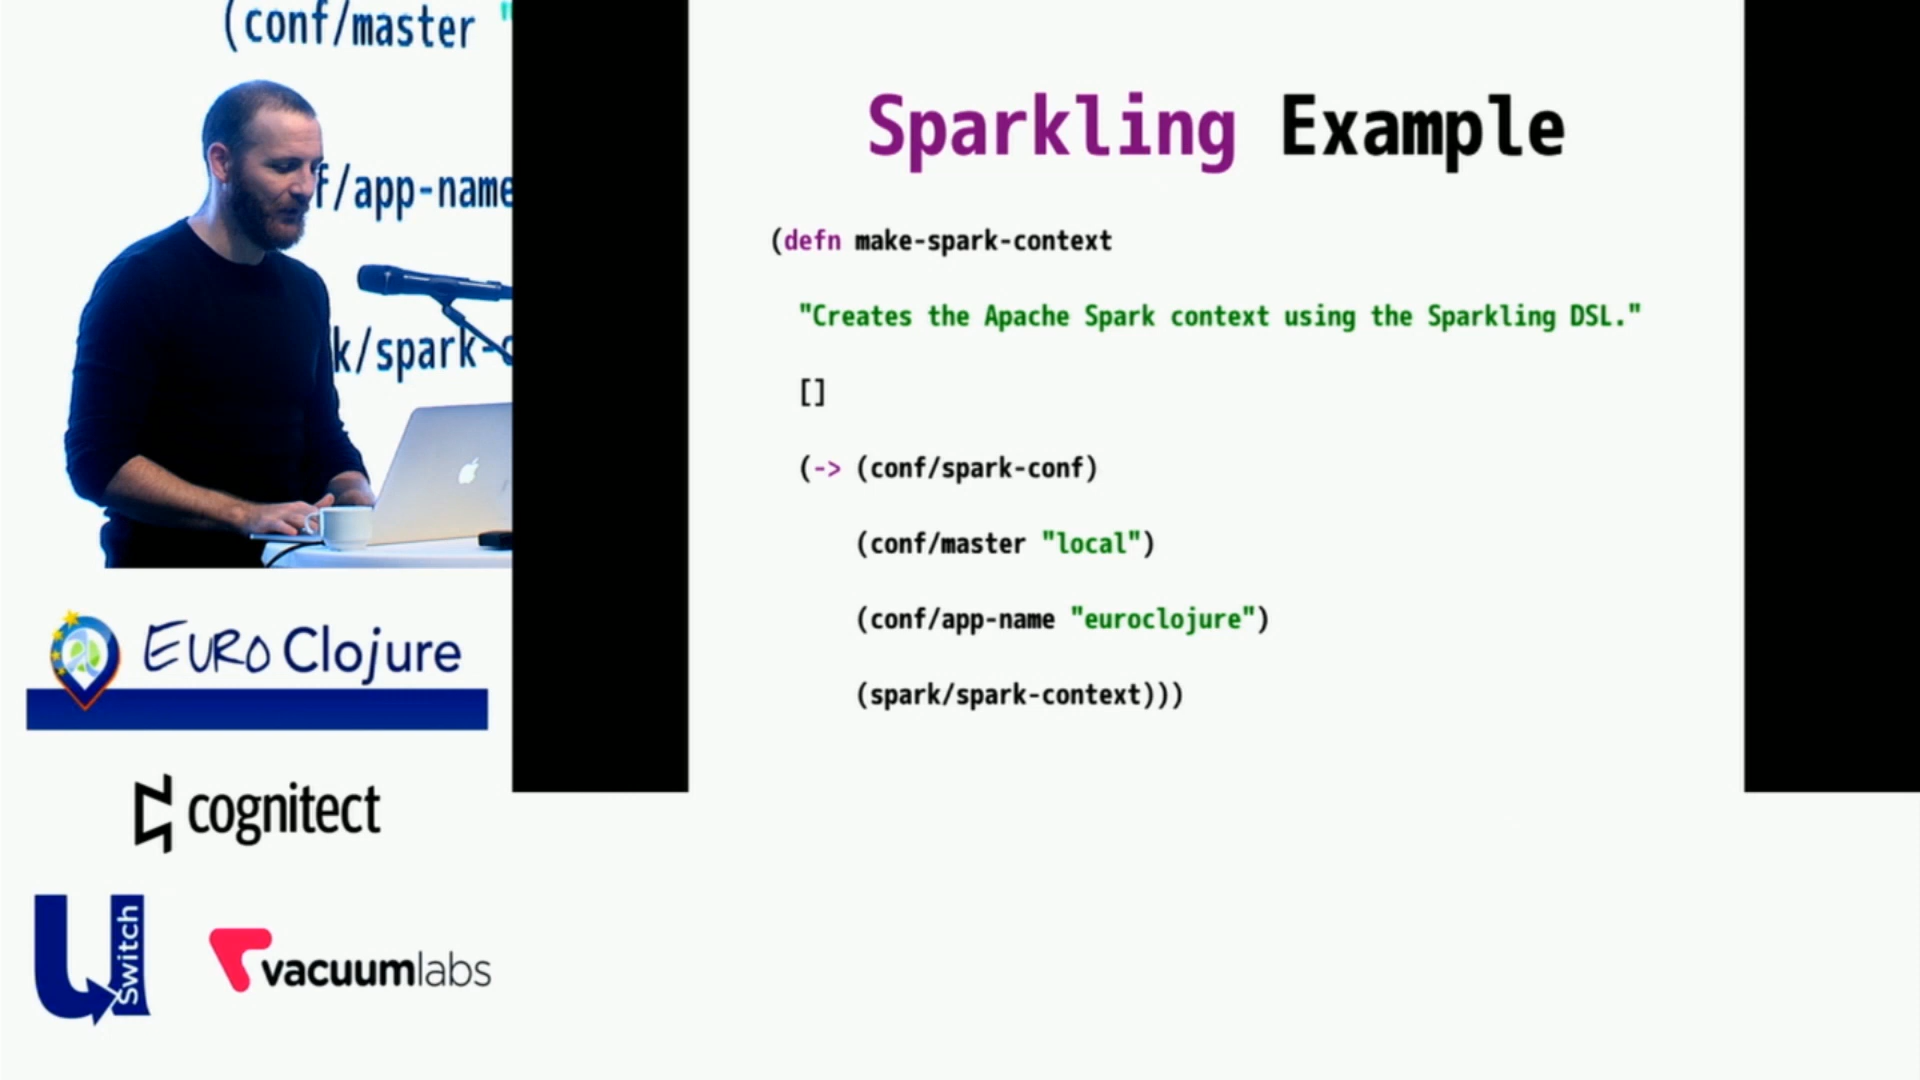 (conf/master "
f/app-name
k/spark-c
EURO Clojure
cognitect
uSwitch
vacuumlabs
Sparkling Example
(defn make-spark-context
"Creates the Apache Spark context using the Sparkling DSL."
[]
(-> (conf/spark-conf)
(conf/master "local")
(conf/app-name "euroclojure")
(spark/spark-context)))